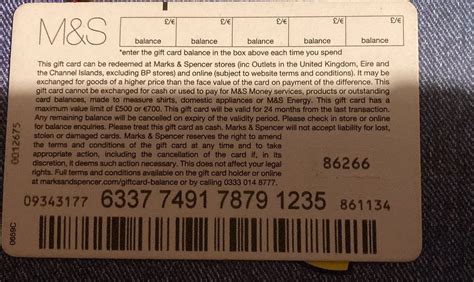 M&S
£/€ £/€ £/€ £/€ £/€
balance balance balance balance balance
*enter the gift card balance in the box above each time you spend
This gift card can be redeemed at Marks & Spencer stores (inc Outlets in the United Kingdom, Eire and
the Channel Islands, excluding BP stores) and online (subject to website terms and conditions). It may be
exchanged for goods of a higher price than the face value of the card on payment of the difference. This
gift card cannot be exchanged for cash or used to pay for M&S Money services, products or outstanding
card balances, made to measure shirts, domestic appliances or M&S Energy. This gift card has a
maximum value limit of £500 or €700. This gift card will be valid for 24 months from the last transaction.
Any remaining balance will be cancelled on expiry of the validity period. Please check in store or online
for balance enquiries. Please treat this gift card as cash. Marks & Spencer will not accept liability for lost,
stolen or damaged cards. Marks & Spencer reserves the right to amend
the terms and conditions of the gift card at any time and to take
appropriate action, including the cancellation of the card if, in its
discretion, it deems such action necessary. This does not affect your legal
rights. Full terms and conditions available on the gift card holder or online
at marksandspencer.com/giftcard-balance or by calling 0333 014 8777.
0012675
86266
09343177 6337 7491 7879 1235 861134
0659C